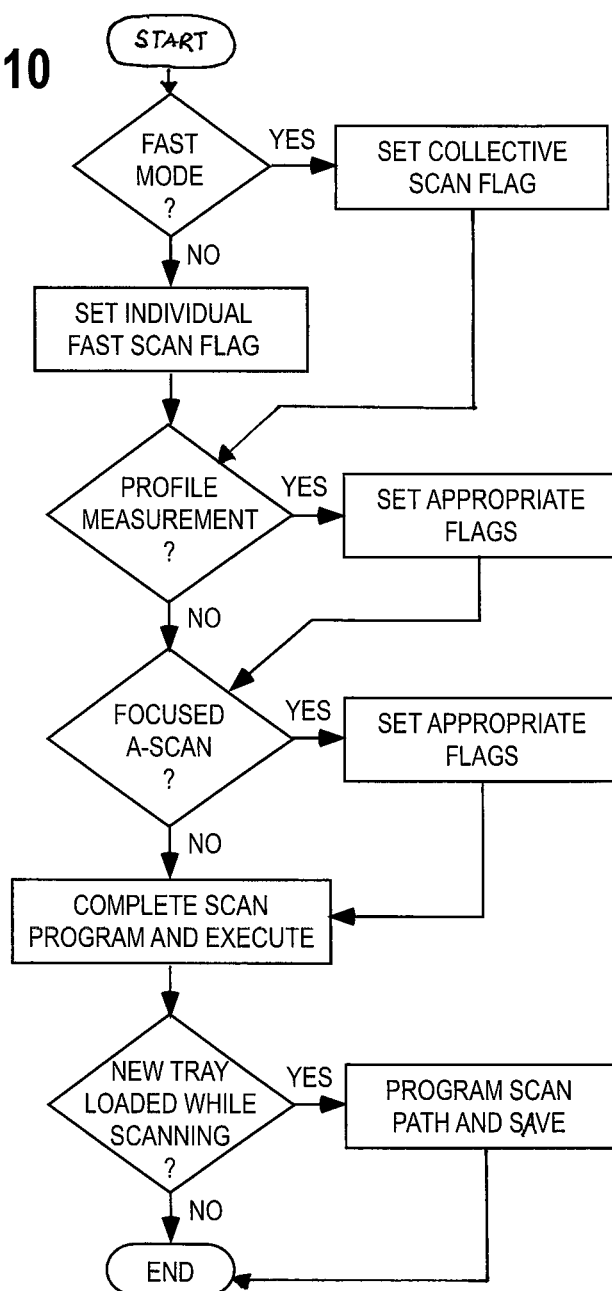 START
10
FAST
MODE
?
YES
SET COLLECTIVE
SCAN FLAG
NO
SET INDIVIDUAL
FAST SCAN FLAG
PROFILE
MEASUREMENT
?
YES
SET APPROPRIATE
FLAGS
NO
FOCUSED
A-SCAN
?
YES
SET APPROPRIATE
FLAGS
NO
COMPLETE SCAN
PROGRAM AND EXECUTE
NEW TRAY
LOADED WHILE
SCANNING
?
YES
PROGRAM SCAN
PATH AND SAVE
NO
END